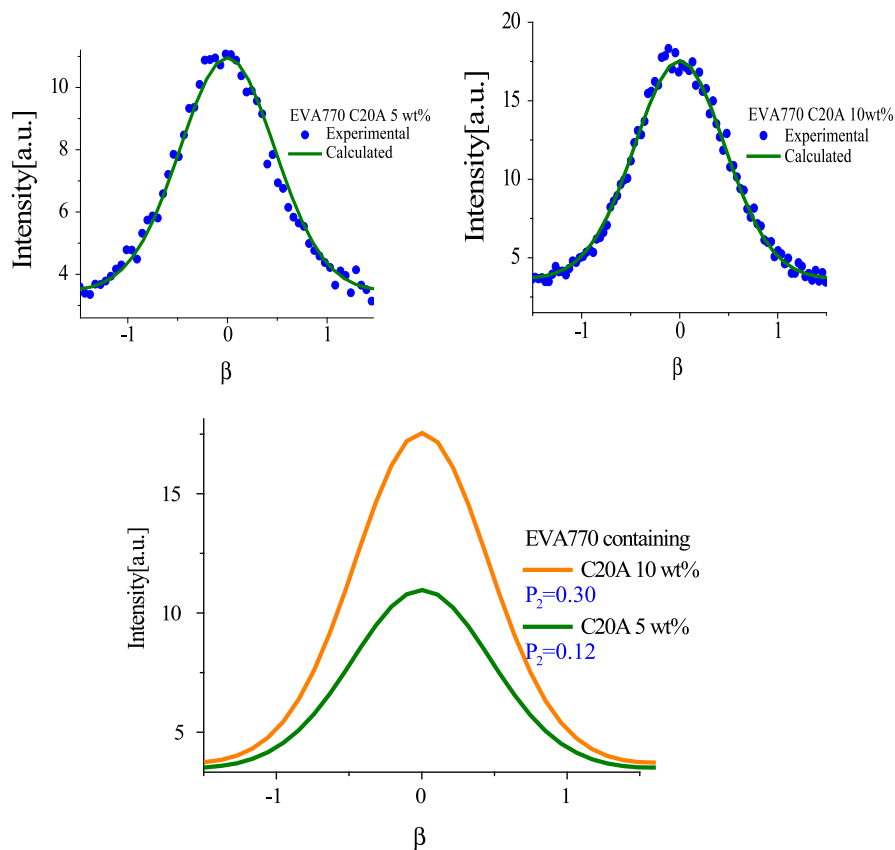 Intensity[a.u.]
10
8
6
4
EVA770 C20A 5 wt%
Experimental
Calculated
-1
0
1
β
Intensity[a.u.]
20
15
10
5
EVA770 C20A 10wt%
Experimental
Calculated
-1
0
1
β
Intensity[a.u.]
15
10
5
EVA770 containing
C20A 10 wt%
P₂=0.30
C20A 5 wt%
P₂=0.12
-1
0
1
β